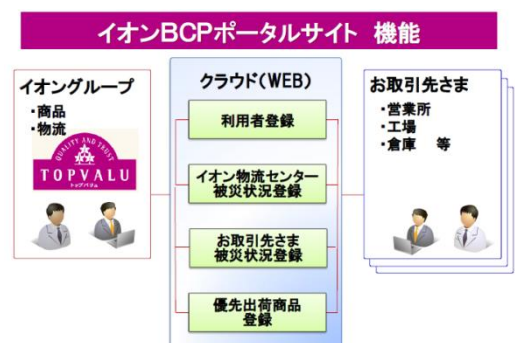 イオンBCPポータルサイト 機能
イオングループ
・商品
・物流
QUALITY AND TRUST
TOPVALU
トップバリュ
クラウド(WEB)
利用者登録
イオン物流センター
被災状況登録
お取引先さま
被災状況登録
優先出荷商品
登録
お取引先さま
・営業所
・工場
・倉庫 等